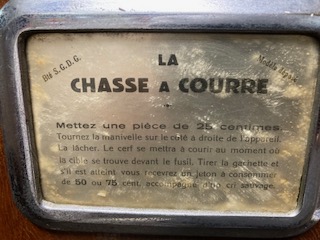 Bté S.G.D.G.
LA
CHASSE A COURRE
Mettez une pièce de 25 centimes.
Tournez la manivelle sur le côté a droite de l'appareil.
La lâcher. Le cerf se mettra à courir au moment où
la cible se trouve devant le fusil. Tirer la gachette et
s'il est atteint vous recevrez un jeton à consommer
de 50 ou 75 cent. accompagné d'un cri sauvage.